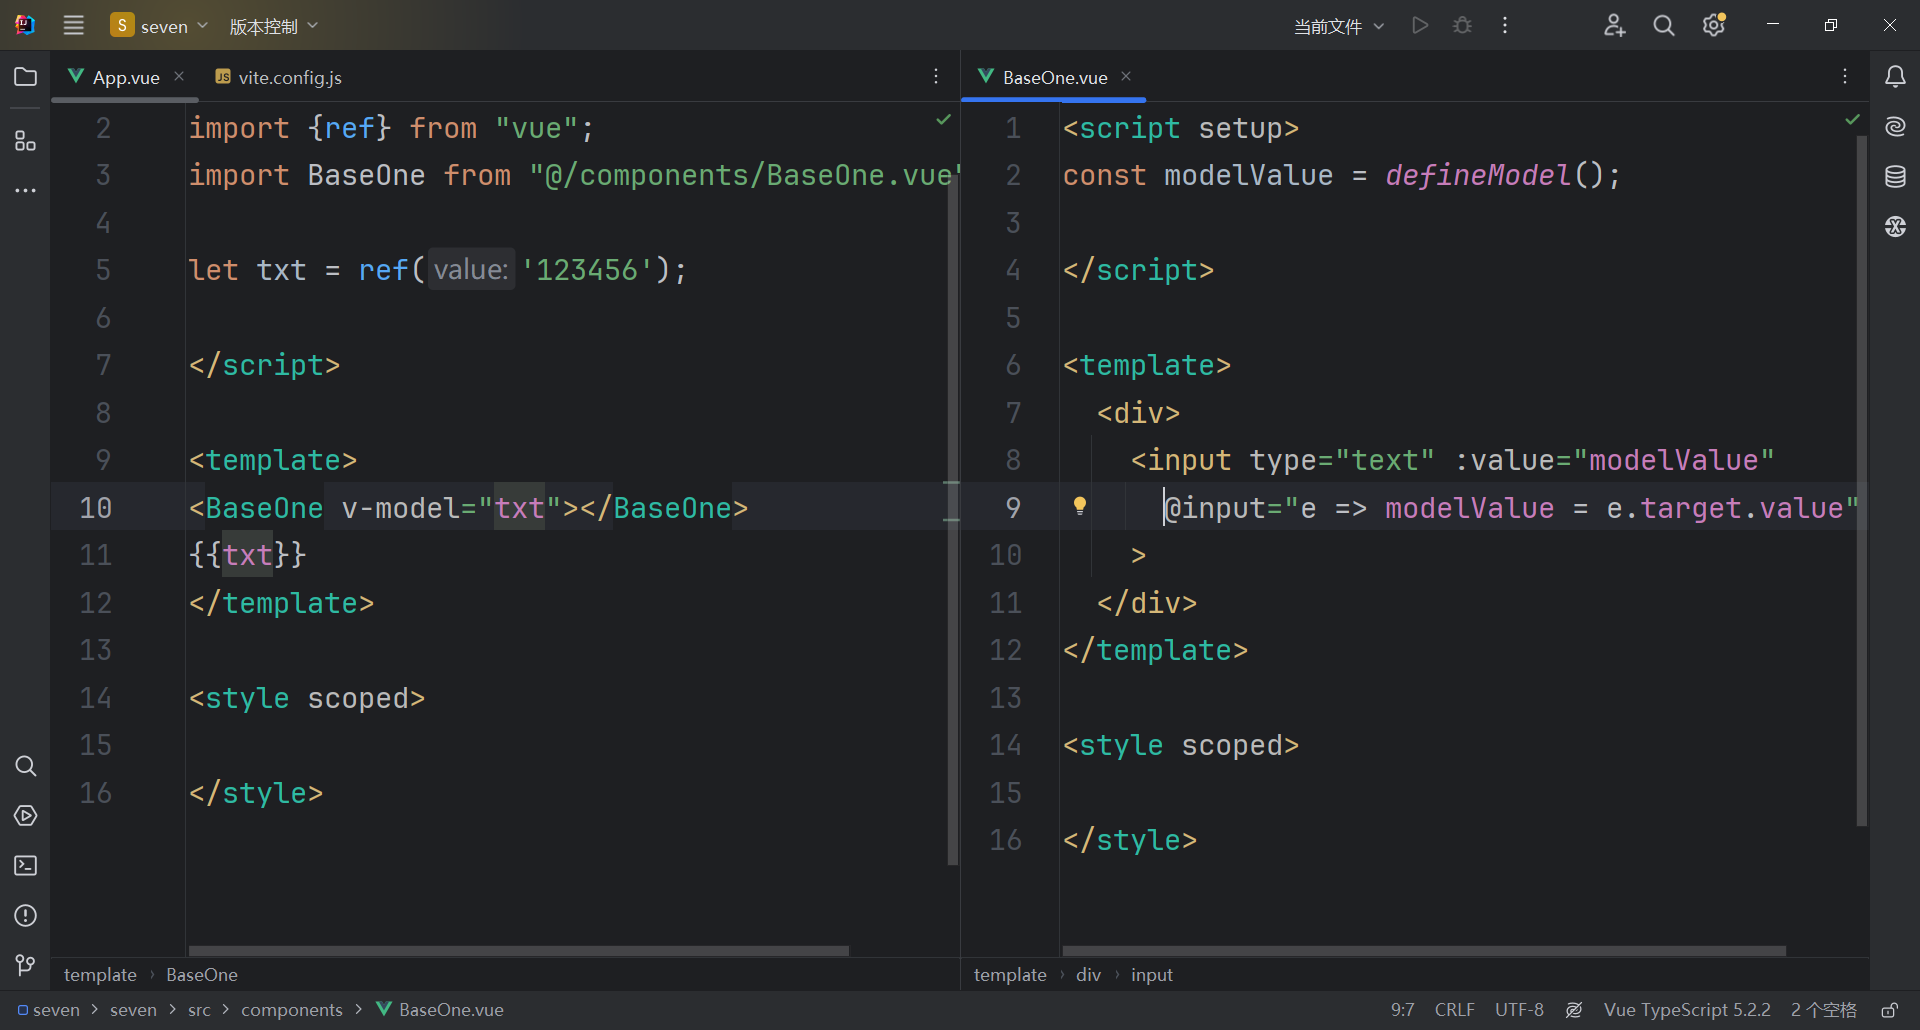 S seven 版本控制 当前文件
App.vue JS vite.config.js
2 import {ref} from "vue";
3 import BaseOne from "@/components/BaseOne.vue"
4
5 let txt = ref( value: '123456');
6
7 </script>
8
9 <template>
10 <BaseOne v-model="txt"></BaseOne>
11 {{txt}}
12 </template>
13
14 <style scoped>
15
16 </style>
template › BaseOne
BaseOne.vue
1 <script setup>
2 const modelValue = defineModel();
3
4 </script>
5
6 <template>
7 <div>
8 <input type="text" :value="modelValue"
9 @input="e => modelValue = e.target.value"
10 >
11 </div>
12 </template>
13
14 <style scoped>
15
16 </style>
template › div › input
seven > seven > src > components > BaseOne.vue 9:7 CRLF UTF-8 Vue TypeScript 5.2.2 2 个空格